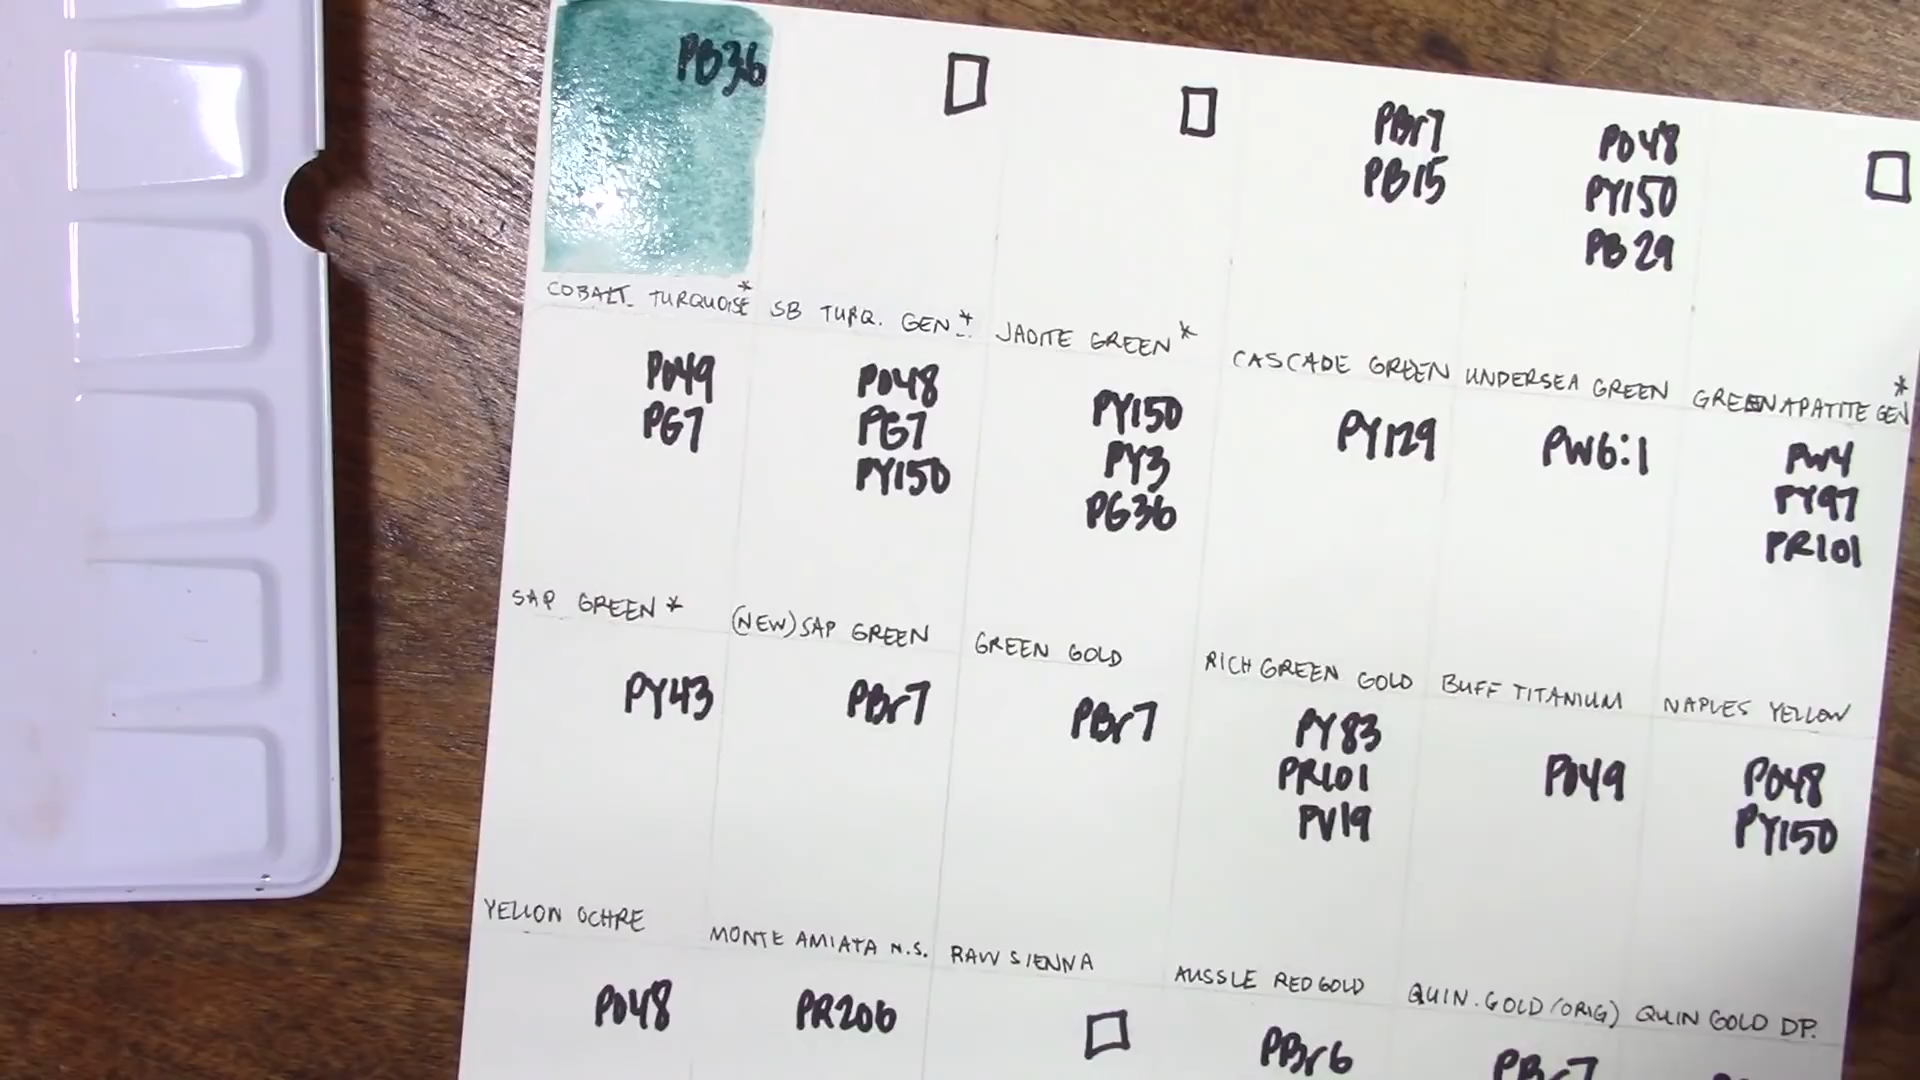 PB36
PBr7
PB15
PO48
PY150
PB29
COBALT TURQUOISE*
SB TURQ. GEN.*
JADITE GREEN*
CASCADE GREEN
UNDERSEA GREEN
GREEN APATITE GEN*
PO49
PG7
PO48
PG7
PY150
PY150
PY3
PG36
PY129
PW6:1
PW4
PY97
PR101
SAP GREEN*
(NEW) SAP GREEN
GREEN GOLD
RICH GREEN GOLD
BUFF TITANIUM
NAPLES YELLOW
PY43
PBr7
PBr7
PY83
PR101
PV19
PO49
PO48
PY150
YELLOW OCHRE
MONTE AMIATA N.S.
RAW SIENNA
AUSSLE RED GOLD
QUIN. GOLD (ORIG)
QUIN GOLD DP.
PO48
PR206
PBr6
PBr7